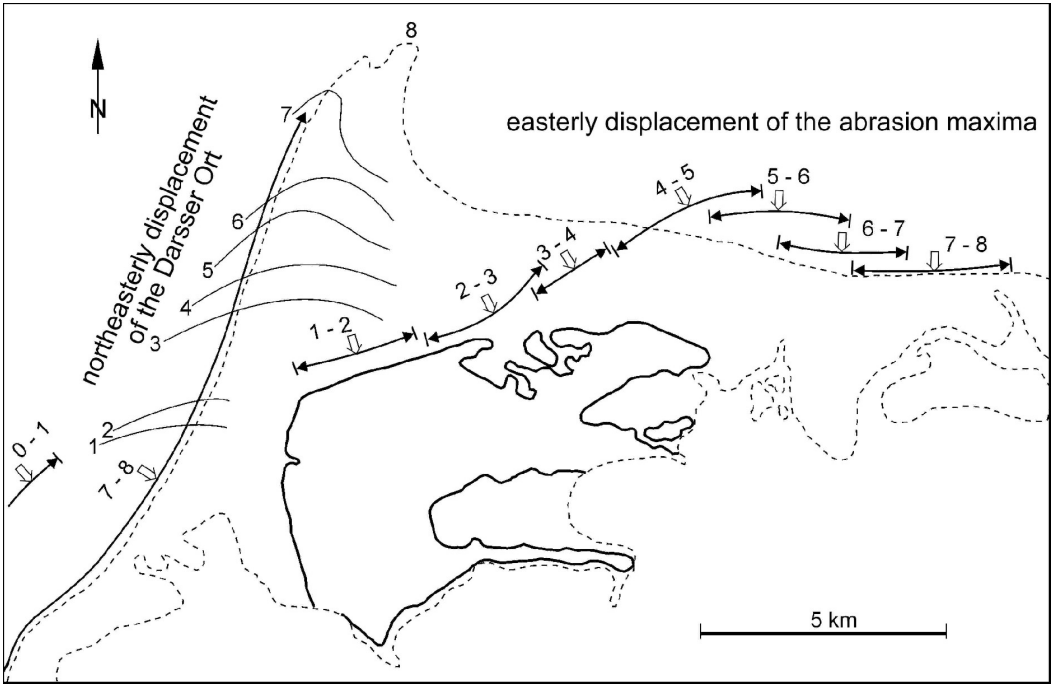 8
N
7
northeasterly displacement
of the Darsser Ort
easterly displacement of the abrasion maxima
4 - 5
5 - 6
6
6 - 7
3 - 4
7 - 8
5
2 - 3
4
1 - 2
3
2
1
0 - 1
7 - 8
5 km